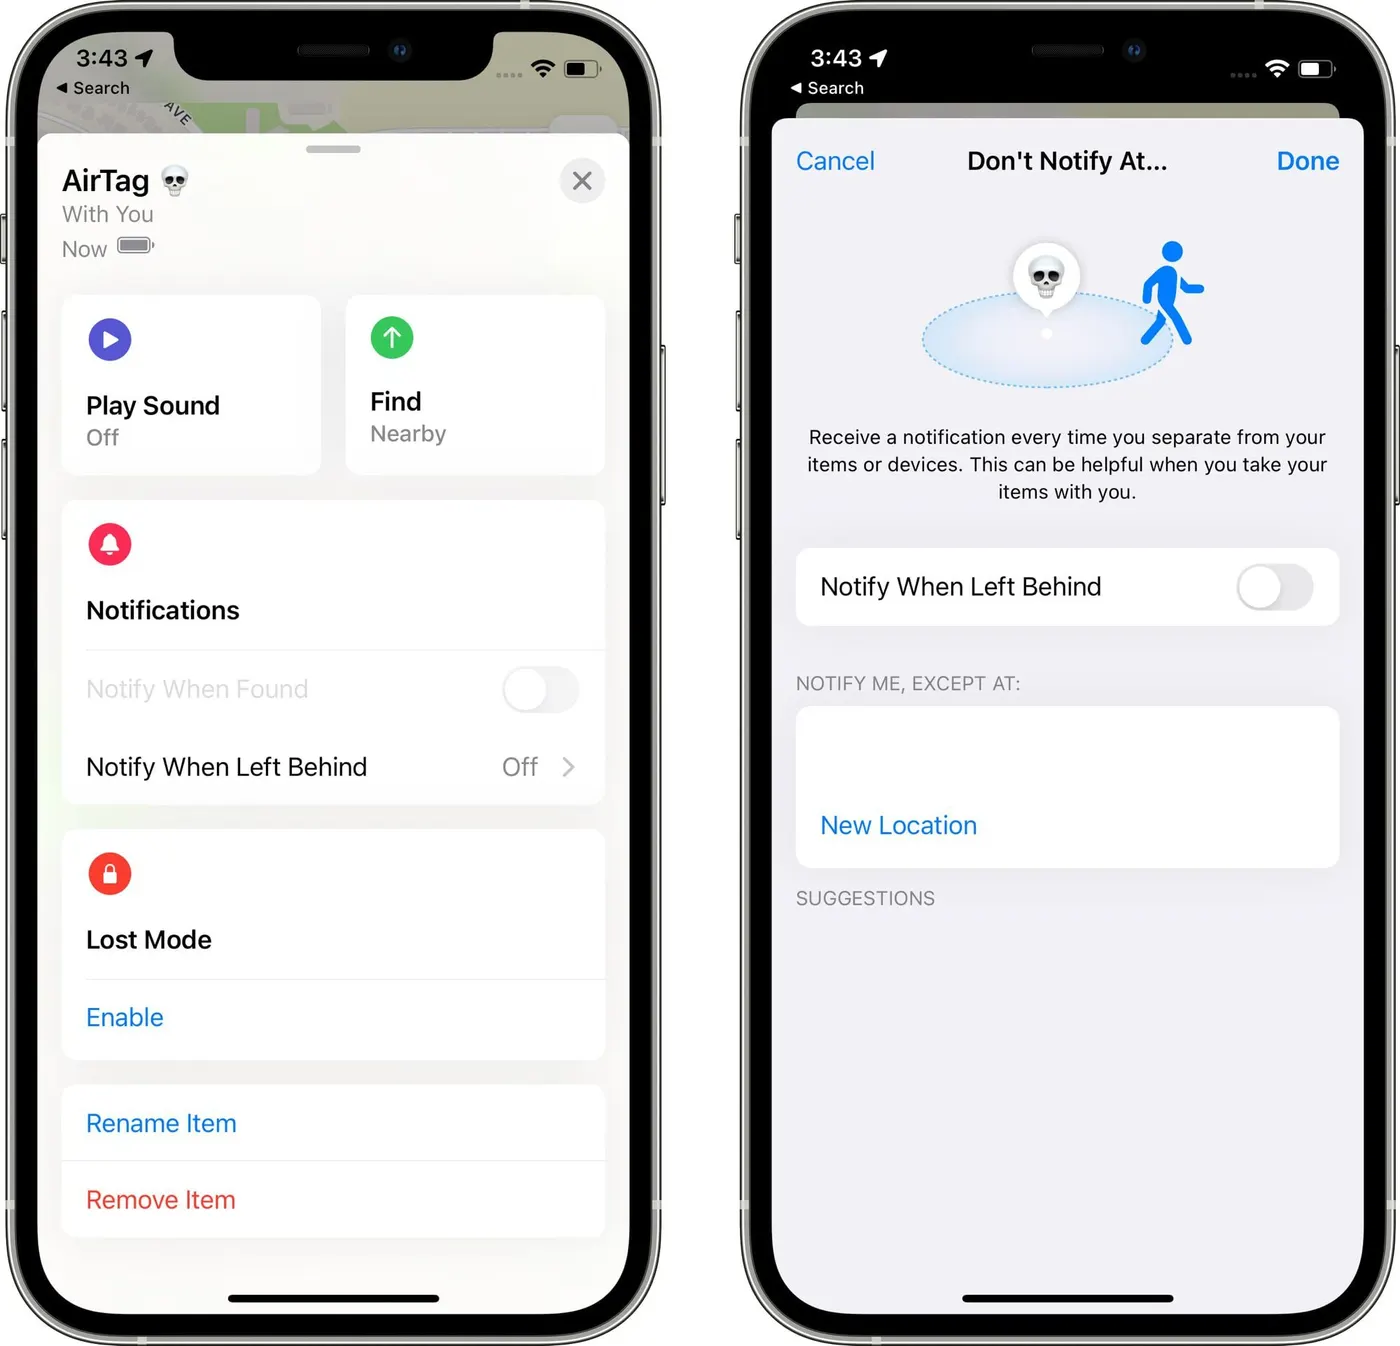 3:43
◀ Search
AVE
AirTag 💀
With You
Now
Play Sound
Off
Find
Nearby
Notifications
Notify When Found
Notify When Left Behind Off
Lost Mode
Enable
Rename Item
Remove Item
3:43
◀ Search
Cancel Don't Notify At... Done
Receive a notification every time you separate from your
items or devices. This can be helpful when you take your
items with you.
Notify When Left Behind
NOTIFY ME, EXCEPT AT:
New Location
SUGGESTIONS